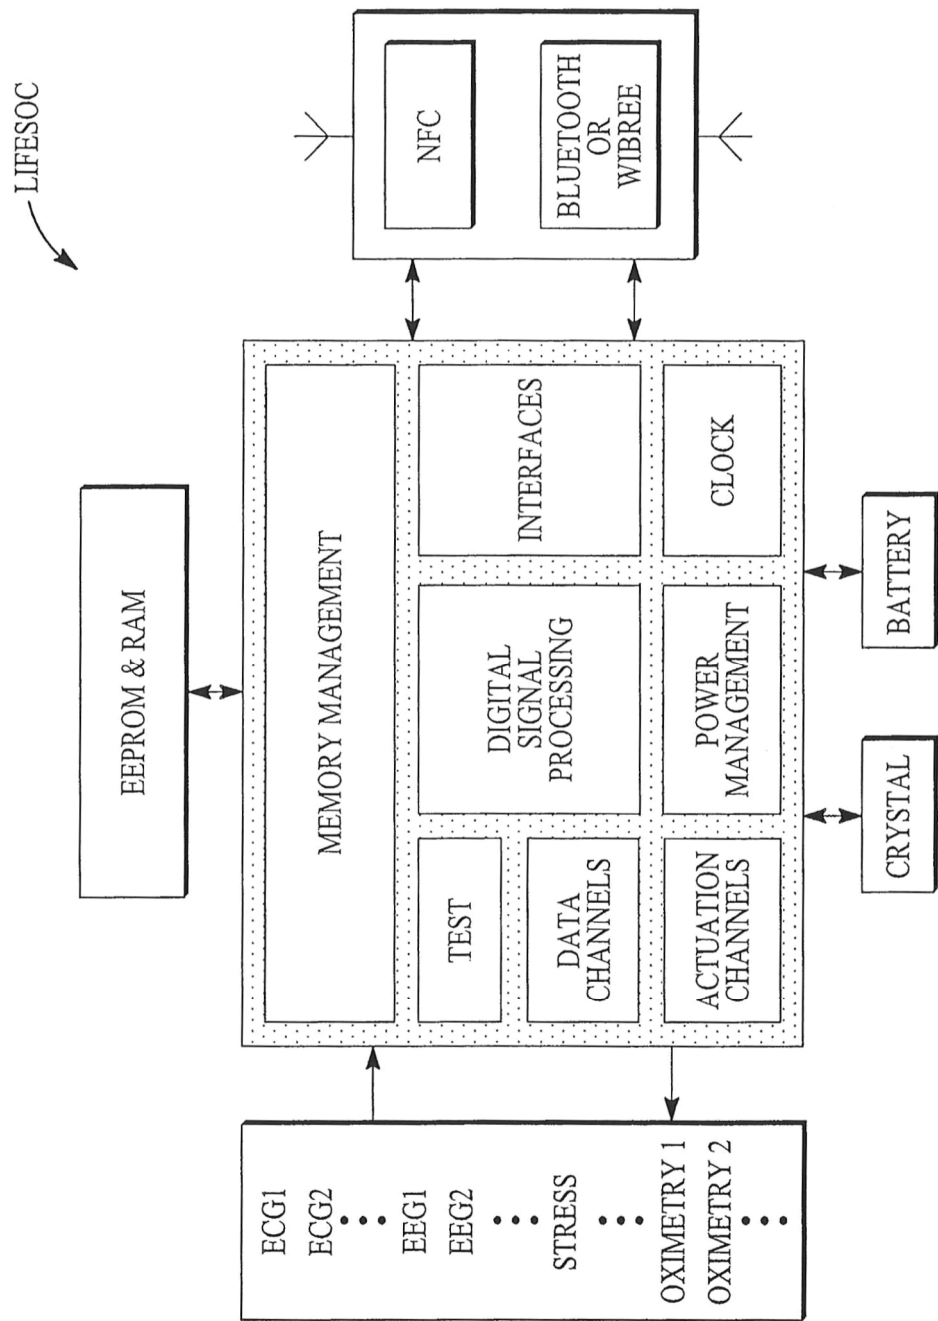 LIFESOC
EEPROM & RAM
ECG1
ECG2
EEG1
EEG2
STRESS
OXIMETRY 1
OXIMETRY 2
MEMORY MANAGEMENT
TEST
DATA
CHANNELS
DIGITAL
SIGNAL
PROCESSING
INTERFACES
ACTUATION
CHANNELS
POWER
MANAGEMENT
CLOCK
NFC
BLUETOOTH
OR
WIBREE
CRYSTAL
BATTERY